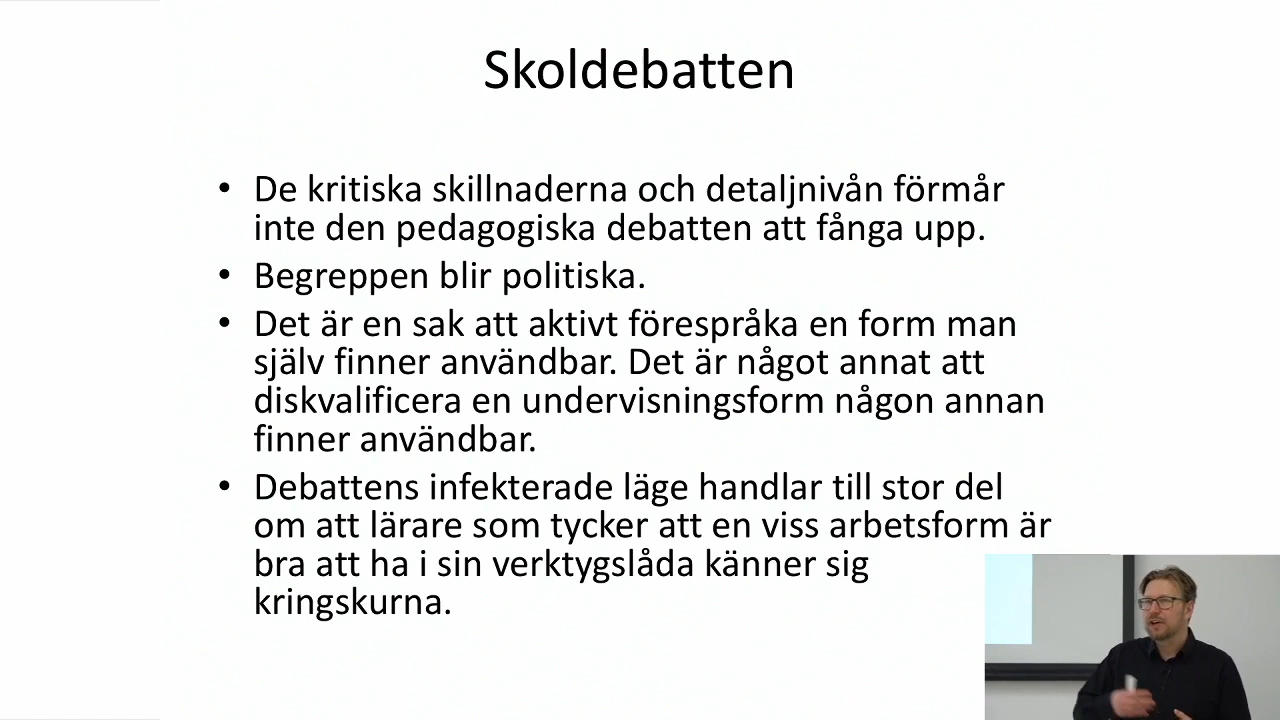 Skoldebatten
• De kritiska skillnaderna och detaljnivån förmår
inte den pedagogiska debatten att fånga upp.
• Begreppen blir politiska.
• Det är en sak att aktivt förespråka en form man
själv finner användbar. Det är något annat att
diskvalificera en undervisningsform någon annan
finner användbar.
• Debattens infekterade läge handlar till stor del
om att lärare som tycker att en viss arbetsform är
bra att ha i sin verktygslåda känner sig
kringskurna.